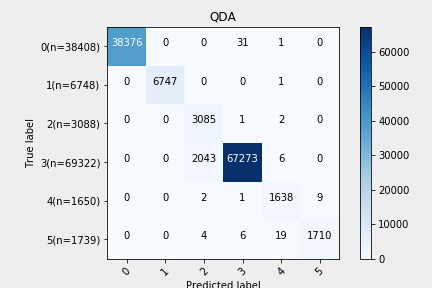 QDA
True label
0(n=38408) 38376 0 0 31 1 0
1(n=6748) 0 6747 0 0 1 0
2(n=3088) 0 0 3085 1 2 0
3(n=69322) 0 0 2043 67273 6 0
4(n=1650) 0 0 2 1 1638 9
5(n=1739) 0 0 4 6 19 1710
0 1 2 3 4 5
Predicted label
60000
50000
40000
30000
20000
10000
0